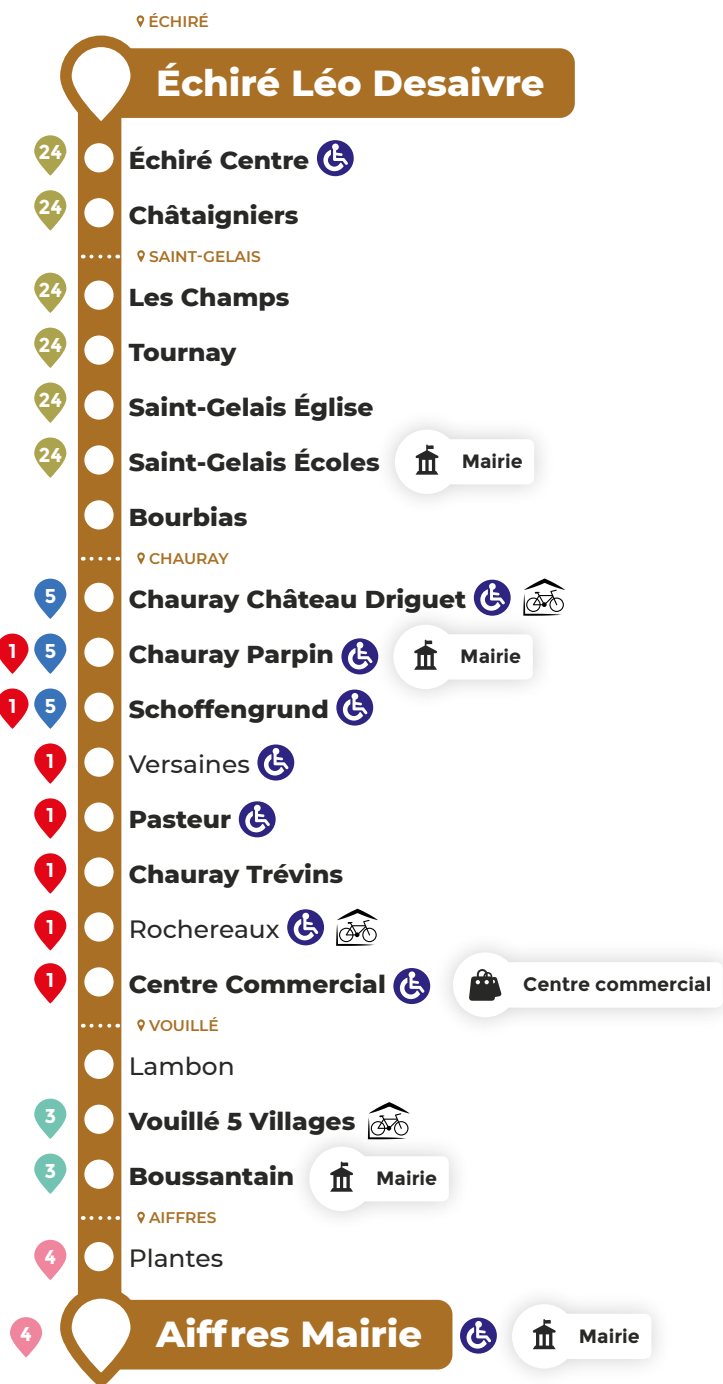 ÉCHIRÉ
Échiré Léo Desaivre
24 Échiré Centre
24 Châtaigniers
SAINT-GELAIS
24 Les Champs
24 Tournay
24 Saint-Gelais Église
24 Saint-Gelais Écoles Mairie
Bourbias
CHAURAY
5 Chauray Château Driguet
1 5 Chauray Parpin Mairie
1 5 Schoffengrund
1 Versaines
1 Pasteur
1 Chauray Trévins
1 Rochereaux
1 Centre Commercial Centre commercial
VOUILLÉ
Lambon
3 Vouillé 5 Villages
3 Boussantain Mairie
AIFFRES
4 Plantes
4 Aiffres Mairie Mairie